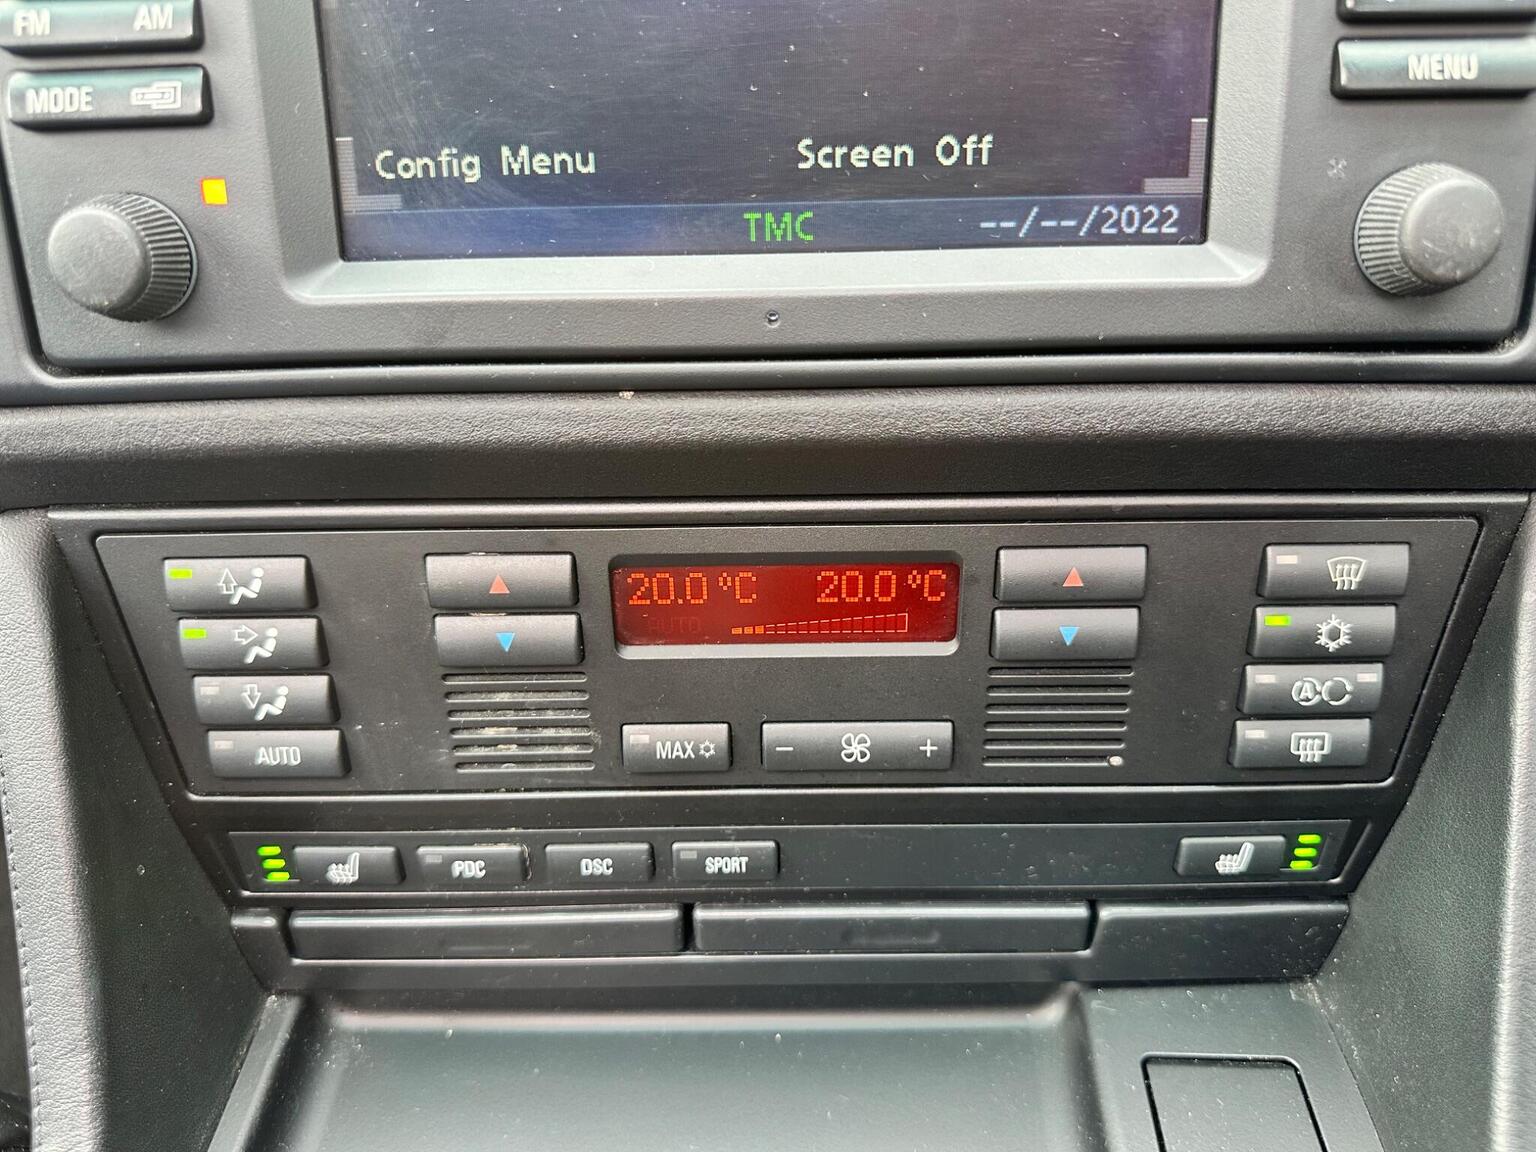 FM AM
MODE
MENU
Config Menu Screen Off
TMC --/--/2022
20.0 °C 20.0 °C
AUTO
AUTO
MAX
- +
A
PDC DSC SPORT